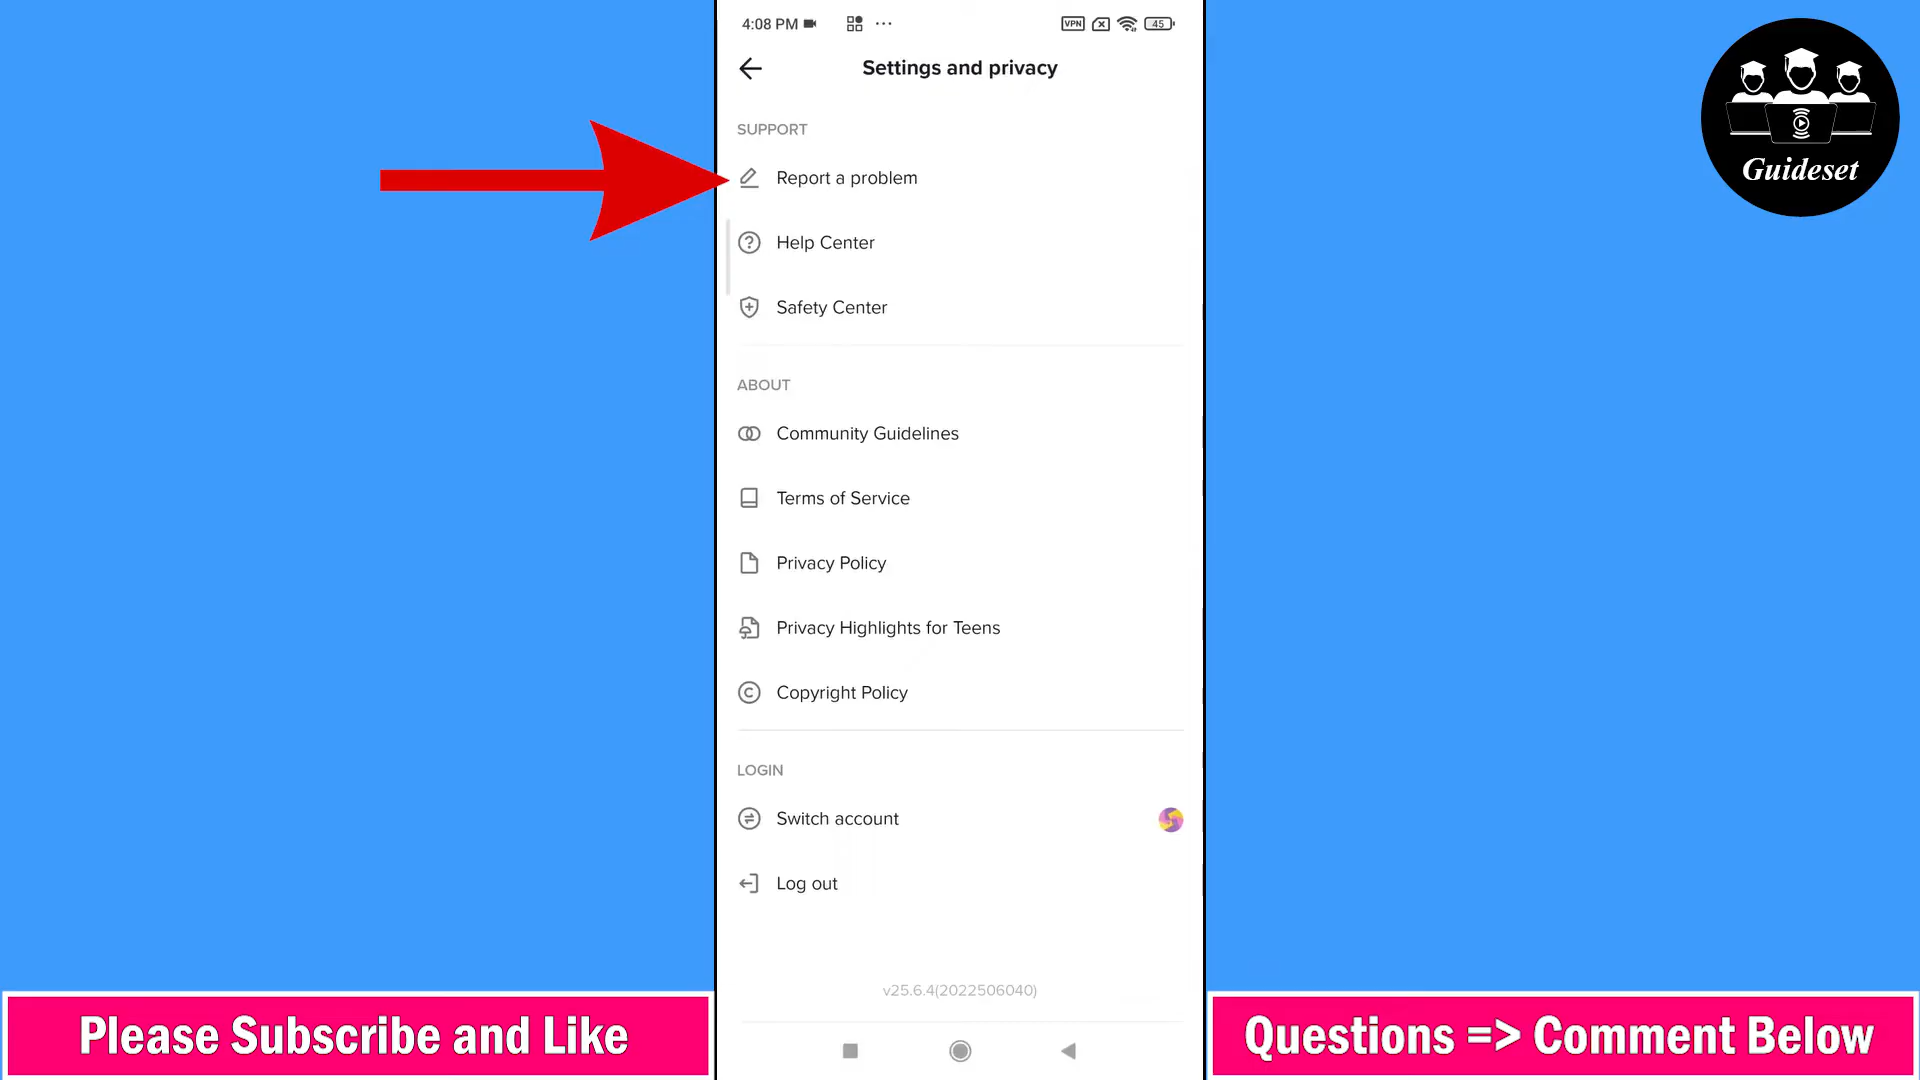 4:08 PM
VPN
45
Settings and privacy
SUPPORT
Report a problem
Help Center
Safety Center
ABOUT
Community Guidelines
Terms of Service
Privacy Policy
Privacy Highlights for Teens
Copyright Policy
LOGIN
Switch account
Log out
v25.6.4(2022506040)
Guideset
Please Subscribe and Like
Questions => Comment Below